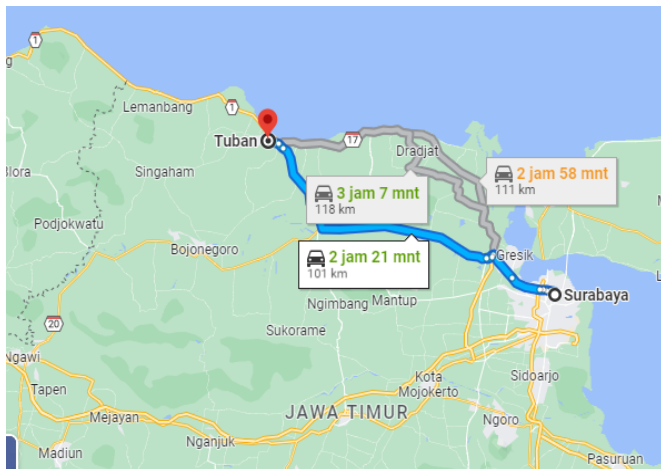 1
Lemanbang
1
Tuban
17
Dradjat
Blora
Singaham
2 jam 58 mnt
111 km
3 jam 7 mnt
118 km
Podjokwatu
Bojonegoro
2 jam 21 mnt
101 km
Gresik
Surabaya
Ngimbang
Mantup
20
Sukorame
Ngawi
Tapen
Kota
Mojokerto
Sidoarjo
Mejayan
JAWA TIMUR
Ngoro
Nganjuk
Madiun
Pasuruan